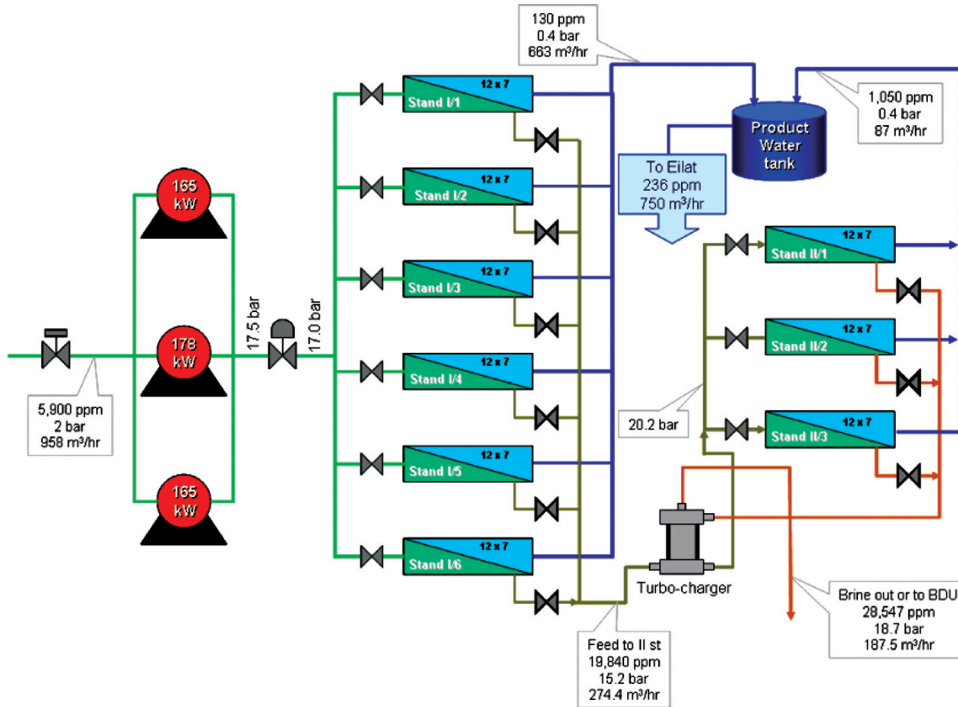 130 ppm
0.4 bar
663 m³/hr
1,050 ppm
0.4 bar
87 m³/hr
Product
Water
tank
To Eilat
236 ppm
750 m³/hr
12 x 7
Stand I/1
12 x 7
Stand I/2
12 x 7
Stand I/3
12 x 7
Stand I/4
12 x 7
Stand I/5
12 x 7
Stand I/6
165
kW
178
kW
165
kW
17.5 bar
17.0 bar
5,900 ppm
2 bar
958 m³/hr
12 x 7
Stand II/1
12 x 7
Stand II/2
12 x 7
Stand II/3
20.2 bar
Turbo-charger
Feed to II st
19,840 ppm
15.2 bar
274.4 m³/hr
Brine out or to BDU
28,547 ppm
18.7 bar
187.5 m³/hr